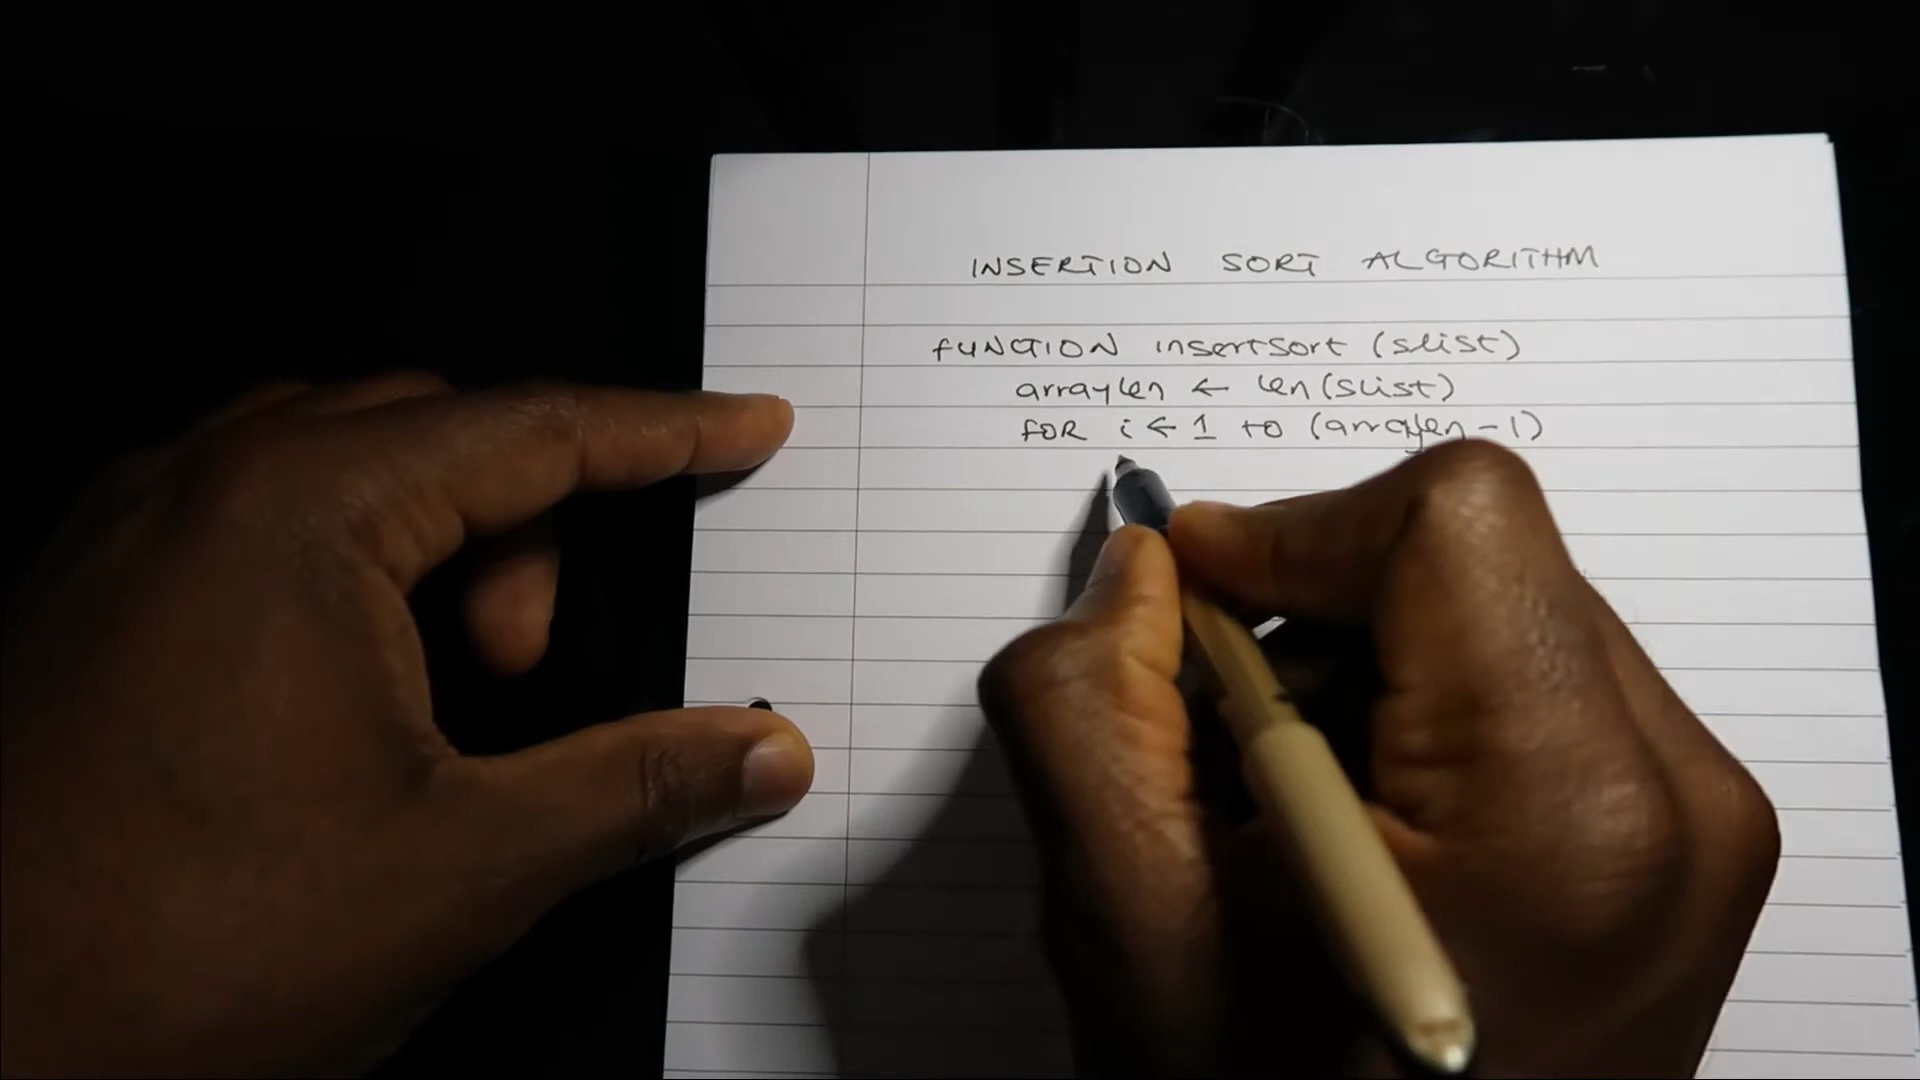 INSERTION SORT ALGORITHM
fUNCTION insertsort (slist)
arraylen ← len(slist)
FOR i ← 1 to (arraylen - 1)